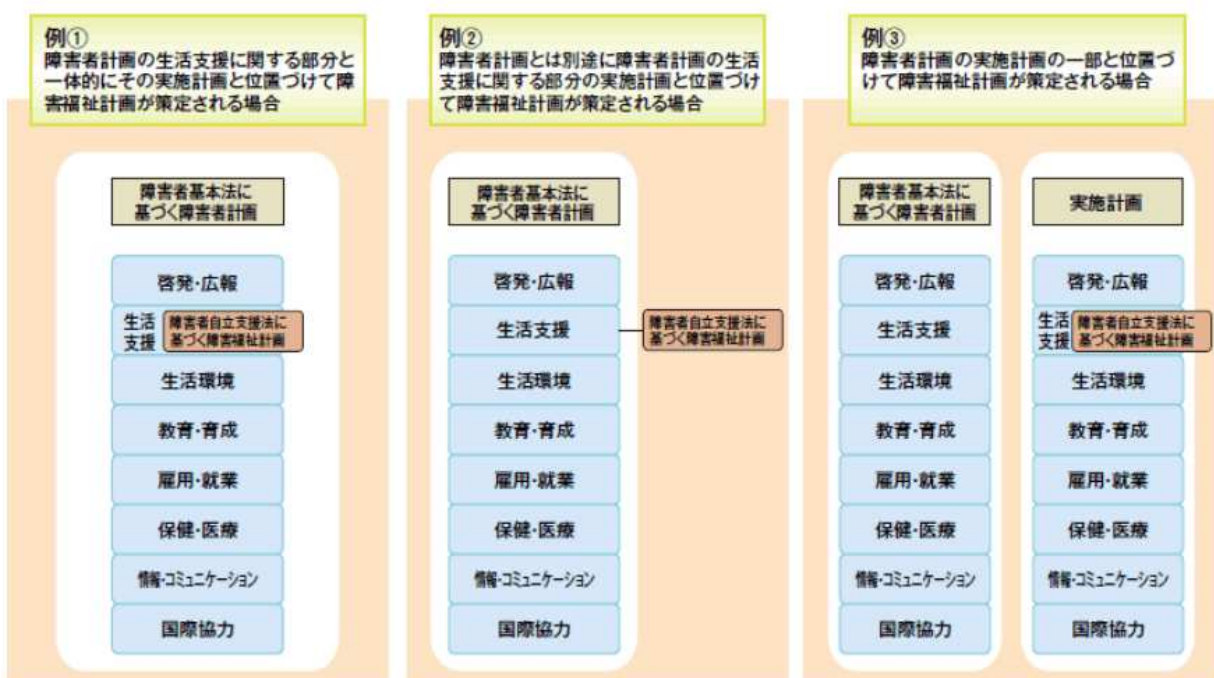 例①
障害者計画の生活支援に関する部分と
一体的にその実施計画と位置づけて障
害福祉計画が策定される場合
障害者基本法に
基づく障害者計画
啓発・広報
生活
支援
障害者自立支援法に
基づく障害福祉計画
生活環境
教育・育成
雇用・就業
保健・医療
情報・コミュニケーション
国際協力
例②
障害者計画とは別途に障害者計画の生活
支援に関する部分の実施計画と位置づけ
て障害福祉計画が策定される場合
障害者基本法に
基づく障害者計画
啓発・広報
生活支援
障害者自立支援法に
基づく障害福祉計画
生活環境
教育・育成
雇用・就業
保健・医療
情報・コミュニケーション
国際協力
例③
障害者計画の実施計画の一部と位置づ
けて障害福祉計画が策定される場合
障害者基本法に
基づく障害者計画
啓発・広報
生活支援
生活環境
教育・育成
雇用・就業
保健・医療
情報・コミュニケーション
国際協力
実施計画
啓発・広報
生活
支援
障害者自立支援法に
基づく障害福祉計画
生活環境
教育・育成
雇用・就業
保健・医療
情報・コミュニケーション
国際協力